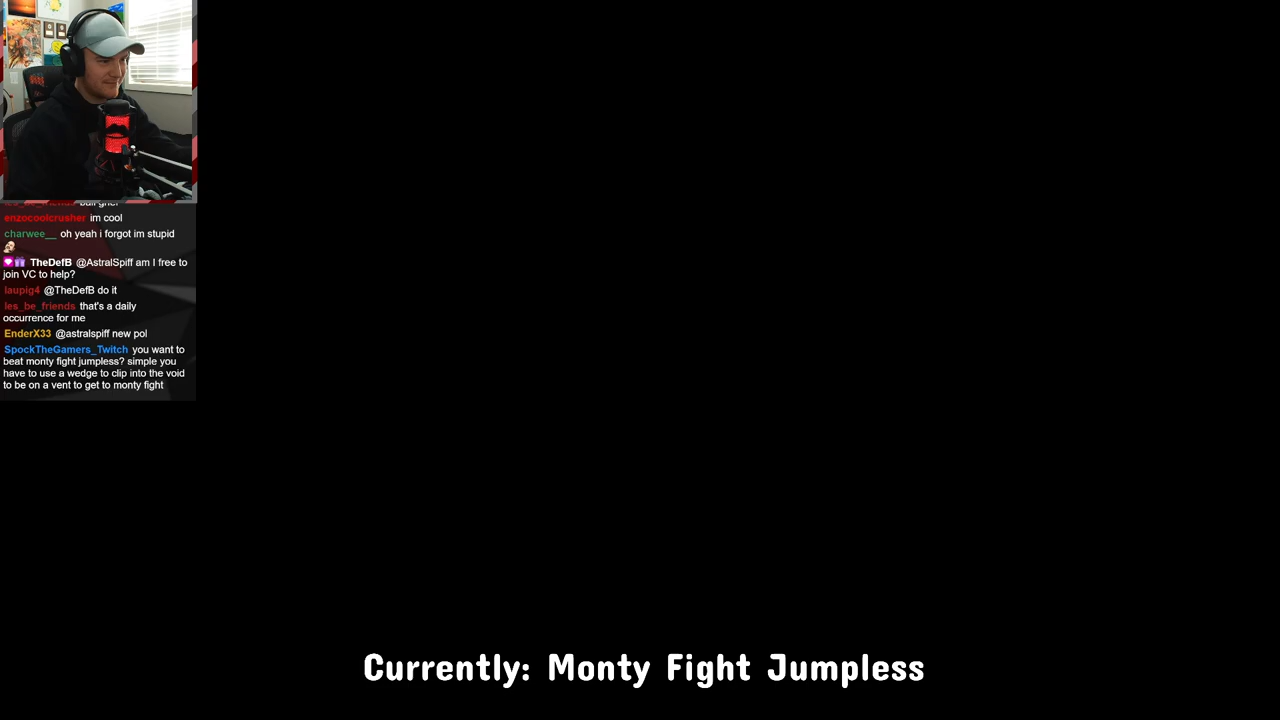 enzocoolcrusher im cool
charwee__ oh yeah i forgot im stupid
TheDefB @AstralSpiff am I free to
join VC to help?
laupig4 @TheDefB do it
les_be_friends that's a daily
occurrence for me
EnderX33 @astralspiff new pol
SpockTheGamers_Twitch you want to
beat monty fight jumpless? simple you
have to use a wedge to clip into the void
to be on a vent to get to monty fight
Currently: Monty Fight Jumpless